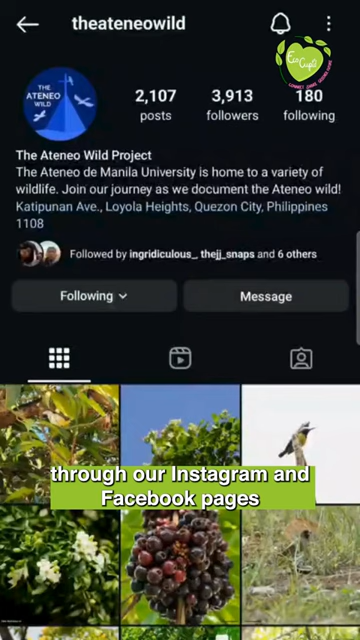 theateneowild
Eco Cupid
THE
ATENEO
WILD
2,107 3,913 180
posts followers following
The Ateneo Wild Project
The Ateneo de Manila University is home to a variety of
wildlife. Join our journey as we document the Ateneo wild!
Katipunan Ave., Loyola Heights, Quezon City, Philippines
1108
Followed by ingridiculous_, thejj_snaps and 6 others
Following Message
through our Instagram and
Facebook pages